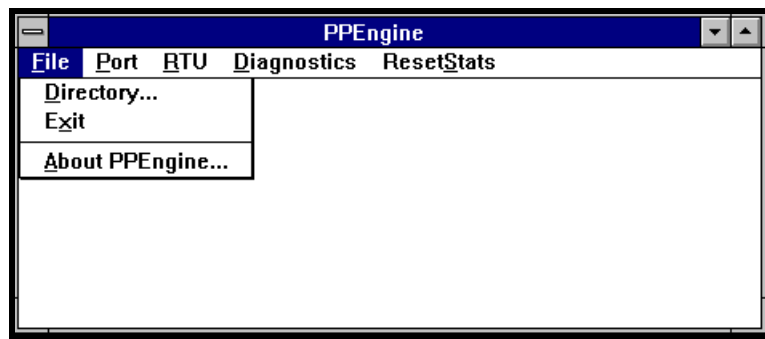 PPEngine
File Port RTU Diagnostics ResetStats
Directory...
Exit
About PPEngine...